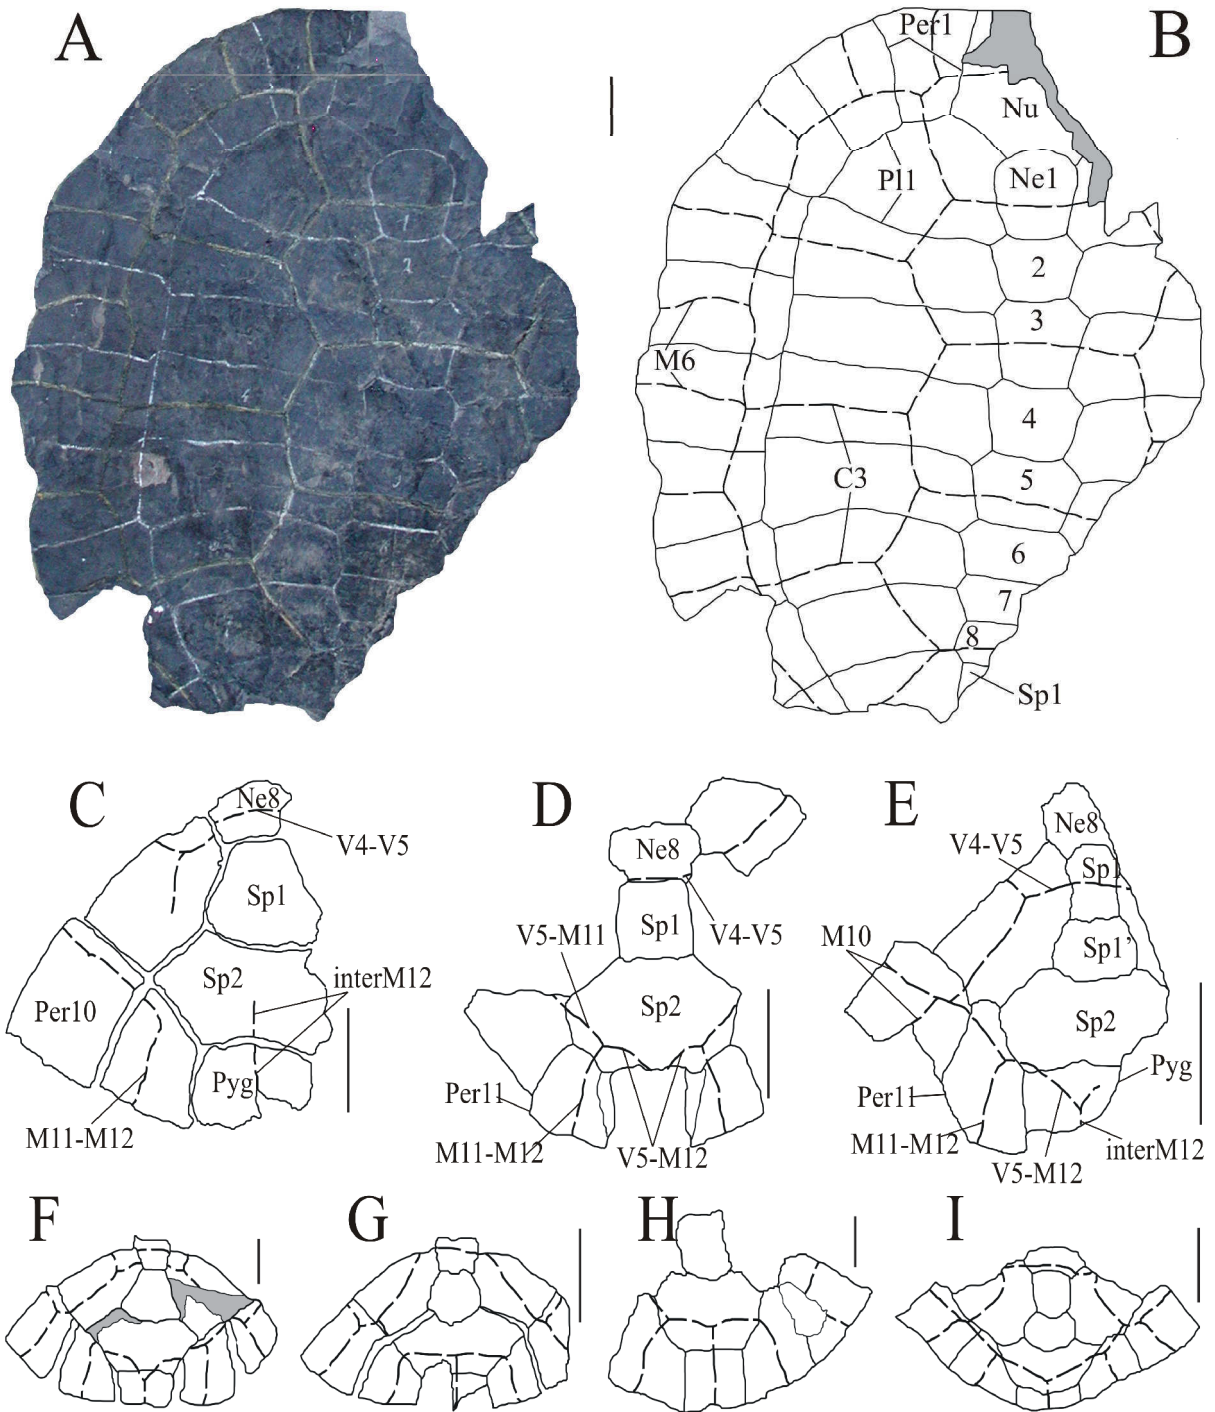 A
B
Per1
Nu
Pl1
Ne1
2
3
M6
4
C3
5
6
7
8
Sp1
C
Ne8
V4-V5
Sp1
Sp2
interM12
Per10
Pyg
M11-M12
D
Ne8
V5-M11
Sp1
V4-V5
Sp2
Per11
M11-M12
V5-M12
E
Ne8
V4-V5
Sp1
M10
Sp1’
Sp2
Pyg
Per11
M11-M12
interM12
V5-M12
F
G
H
I